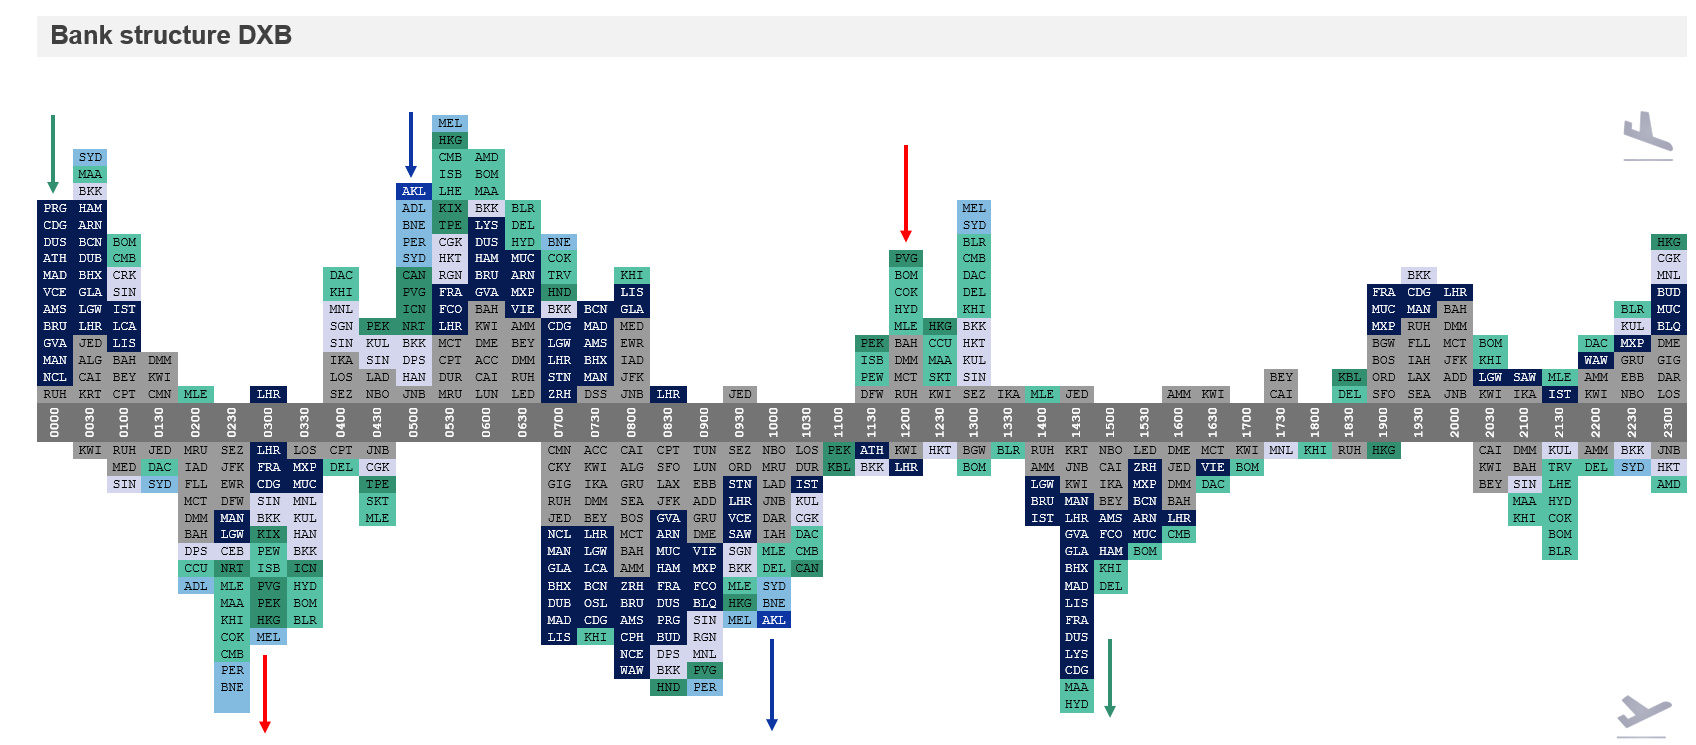 Bank structure DXB
MEL
HKG
SYD CMB AMD
MAA ISB BOM
BKK AKL LHE MAA
PRG HAM ADL KIX BKK BLR MEL
CDG ARN BNE TPE LYS DEL SYD
DUS BCN BOM PER CGK DUS HYD BNE BLR HKG
ATH DUB CMB SYD HKT HAM MUC COK PVG CMB CGK
MAD BHX CRK DAC CAN RGN BRU ARN TRV KHI BOM DAC BKK MNL
VCE GLA SIN KHI PVG FRA GVA MXP HND LIS COK DEL FRA CDG LHR BUD
AMS LGW IST MNL ICN FCO BAH VIE BKK BCN GLA HYD KHI MUC MAN BAH BLR MUC
BRU LHR LCA SGN PEK NRT LHR KWI AMM CDG MAD MED MLE HKG BKK MXP RUH DMM KUL BLQ
GVA JED LIS SIN KUL BKK MCT DME BEY LGW AMS EWR PEK BAH CCU HKT BGW FLL MCT BOM DAC MXP DME
MAN ALG BAH DMM IKA SIN DPS CPT ACC DMM LHR BHX IAD ISB DMM MAA KUL BOS IAH JFK KHI WAW GRU GIG
NCL CAI BEY KWI LOS LAD HAN DUR CAI RUH STN MAN JFK PEW MCT SKT SIN BEY KBL ORD LAX ADD LGW SAW MLE AMM EBB DAR
RUH KRT CPT CMN MLE LHR SEZ NBO JNB MRU LUN LED ZRH DSS JNB LHR JED DFW RUH KWI SEZ IKA MLE JED AMM KWI CAI DEL SFO SEA JNB KWI IKA IST KWI NBO LOS
0000 0030 0100 0130 0200 0230 0300 0330 0400 0430 0500 0530 0600 0630 0700 0730 0800 0830 0900 0930 1000 1030 1100 1130 1200 1230 1300 1330 1400 1430 1500 1530 1600 1630 1700 1730 1800 1830 1900 1930 2000 2030 2100 2130 2200 2230 2300
KWI RUH JED MRU SEZ LHR LOS CPT JNB CMN ACC CAI CPT TUN SEZ NBO LOS PEK ATH KWI HKT BGW BLR RUH KRT NBO LED DME MCT KWI MNL KHI RUH HKG CAI DMM KUL AMM BKK JNB
MED DAC IAD JFK FRA MXP DEL CGK CKY KWI ALG SFO LUN ORD MRU DUR KBL BKK LHR BOM AMM JNB CAI ZRH JED VIE BOM KWI BAH TRV DEL SYD HKT
SIN SYD FLL EWR CDG MUC TPE GIG IKA GRU LAX EBB STN LAD IST LGW KWI IKA MXP DMM DAC BEY SIN LHE AMD
MCT DFW SIN MNL SKT RUH DMM SEA JFK ADD LHR JNB KUL BRU MAN BEY BCN BAH MAA HYD
DMM MAN BKK KUL MLE JED BEY BOS GVA GRU VCE DAR CGK IST LHR AMS ARN LHR KHI COK
BAH LGW KIX HAN NCL LHR MCT ARN DME SAW IAH DAC GVA FCO MUC CMB BOM
DPS CEB PEW BKK MAN LGW BAH MUC VIE SGN MLE CMB GLA HAM BOM BLR
CCU NRT ISB ICN GLA LCA AMM HAM MXP BKK DEL CAN BHX KHI
ADL MLE PVG HYD BHX BCN ZRH FRA FCO MLE SYD MAD DEL
MAA PEK BOM DUB OSL BRU DUS BLQ HKG BNE LIS
KHI HKG BLR MAD CDG AMS PRG SIN MEL AKL FRA
COK MEL LIS KHI CPH BUD RGN DUS
CMB NCE DPS MNL LYS
PER WAW BKK PVG CDG
BNE HND PER MAA
HYD